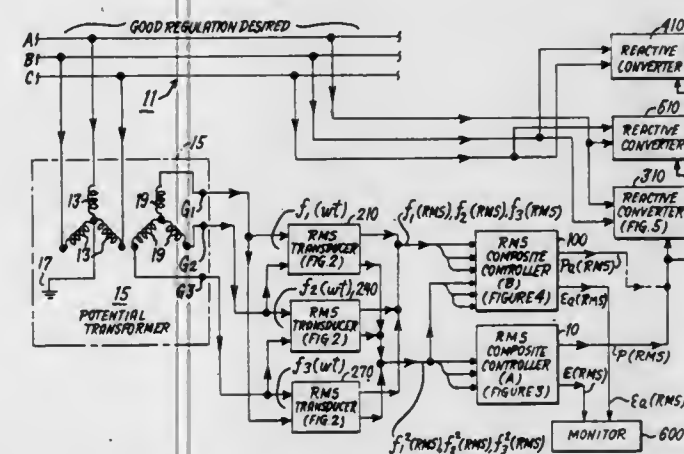 GOOD REGULATION DESIRED
A
B
C
11
15
13
19
13
19
17
15
POTENTIAL
TRANSFORMER
G1
G2
G3
f1(wt)
210
RMS
TRANSDUCER
(FIG. 2)
f2(wt)
240
RMS
TRANSDUCER
(FIG. 2)
f3(wt)
270
RMS
TRANSDUCER
(FIG. 2)
f1(RMS), f2(RMS), f3(RMS)
100
RMS
COMPOSITE
CONTROLLER
(B)
(FIGURE 4)
Pa(RMS)
Ea(RMS)
10
RMS
COMPOSITE
CONTROLLER
(A)
(FIGURE 3)
P(RMS)
E(RMS)
Ea(RMS)
f1²(RMS), f2²(RMS), f3²(RMS)
MONITOR
600
410
REACTIVE
CONVERTER
510
REACTIVE
CONVERTER
310
REACTIVE
CONVERTER
(FIG. 5)